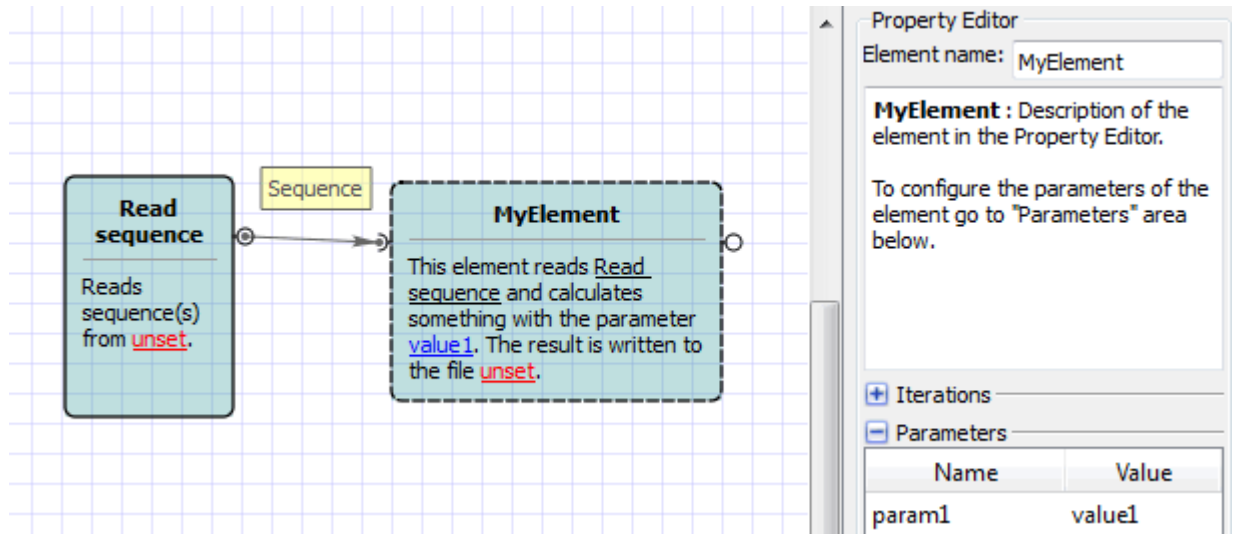 Read
sequence
Reads
sequence(s)
from unset.
Sequence
MyElement
This element reads Read
sequence and calculates
something with the parameter
value1. The result is written to
the file unset.
Property Editor
Element name: MyElement
MyElement : Description of the
element in the Property Editor.
To configure the parameters of the
element go to "Parameters" area
below.
Iterations
Parameters
Name Value
param1 value1